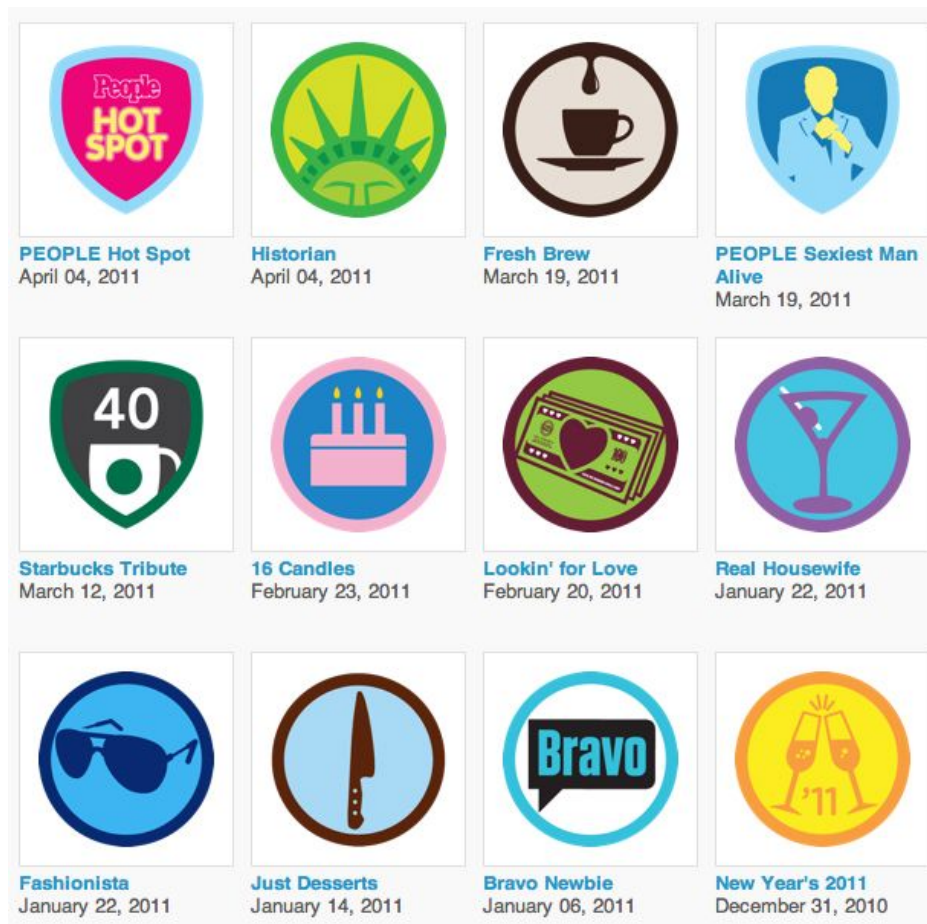 People
HOT
SPOT
PEOPLE Hot Spot
April 04, 2011
Historian
April 04, 2011
Fresh Brew
March 19, 2011
PEOPLE Sexiest Man
Alive
March 19, 2011
40
Starbucks Tribute
March 12, 2011
16 Candles
February 23, 2011
Lookin' for Love
February 20, 2011
Real Housewife
January 22, 2011
Fashionista
January 22, 2011
Just Desserts
January 14, 2011
Bravo
Bravo Newbie
January 06, 2011
'11
New Year's 2011
December 31, 2010